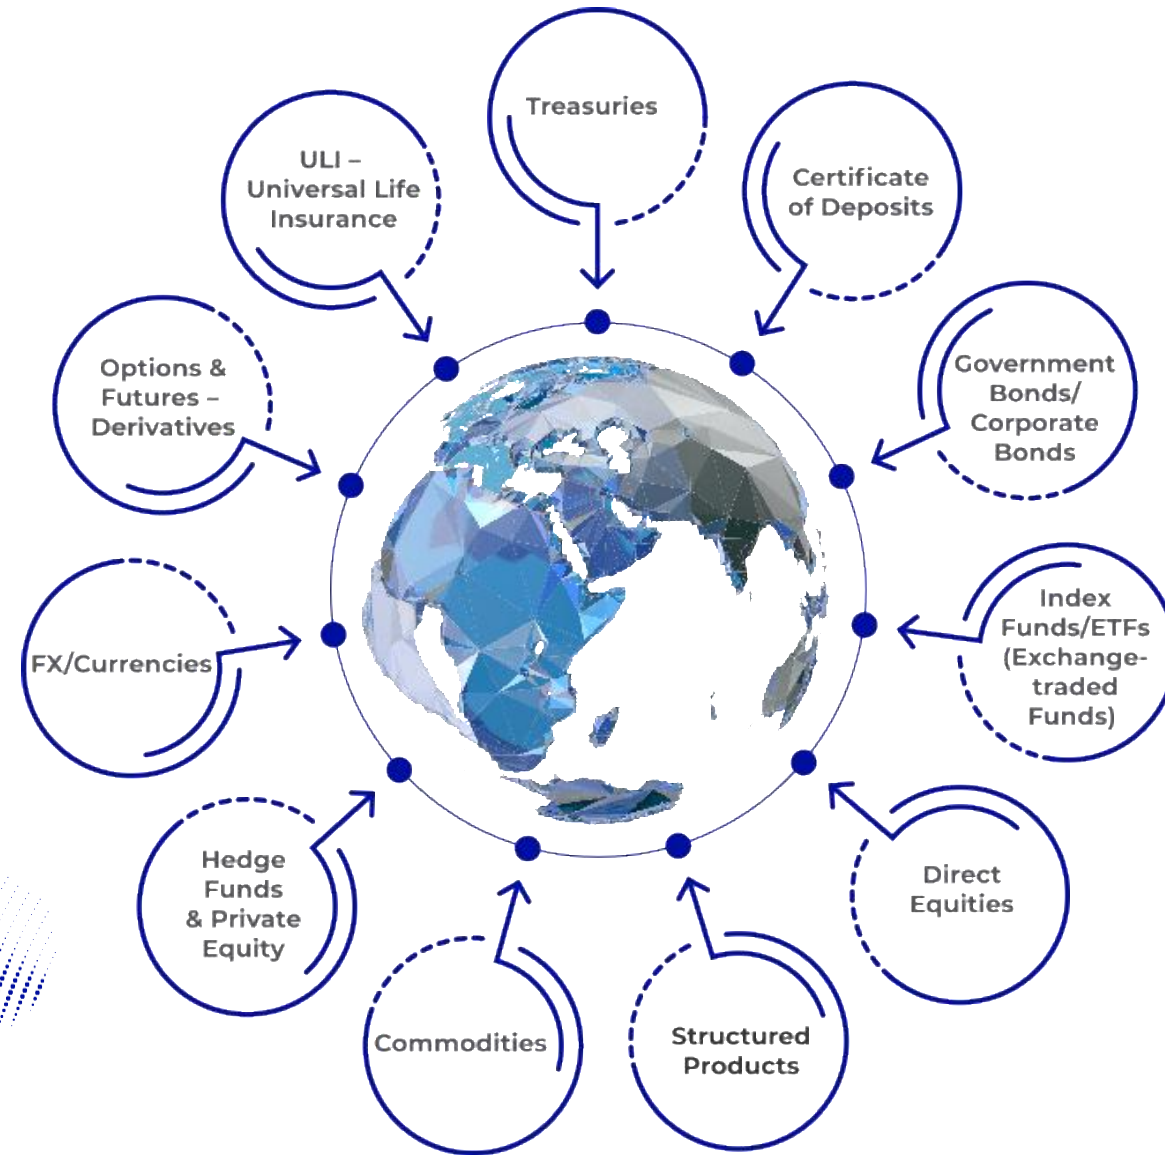 Treasuries
Certificate
of Deposits
Government
Bonds/
Corporate
Bonds
Index
Funds/ETFs
(Exchange-
traded
Funds)
Direct
Equities
Structured
Products
Commodities
Hedge
Funds
& Private
Equity
FX/Currencies
Options &
Futures –
Derivatives
ULI –
Universal Life
Insurance